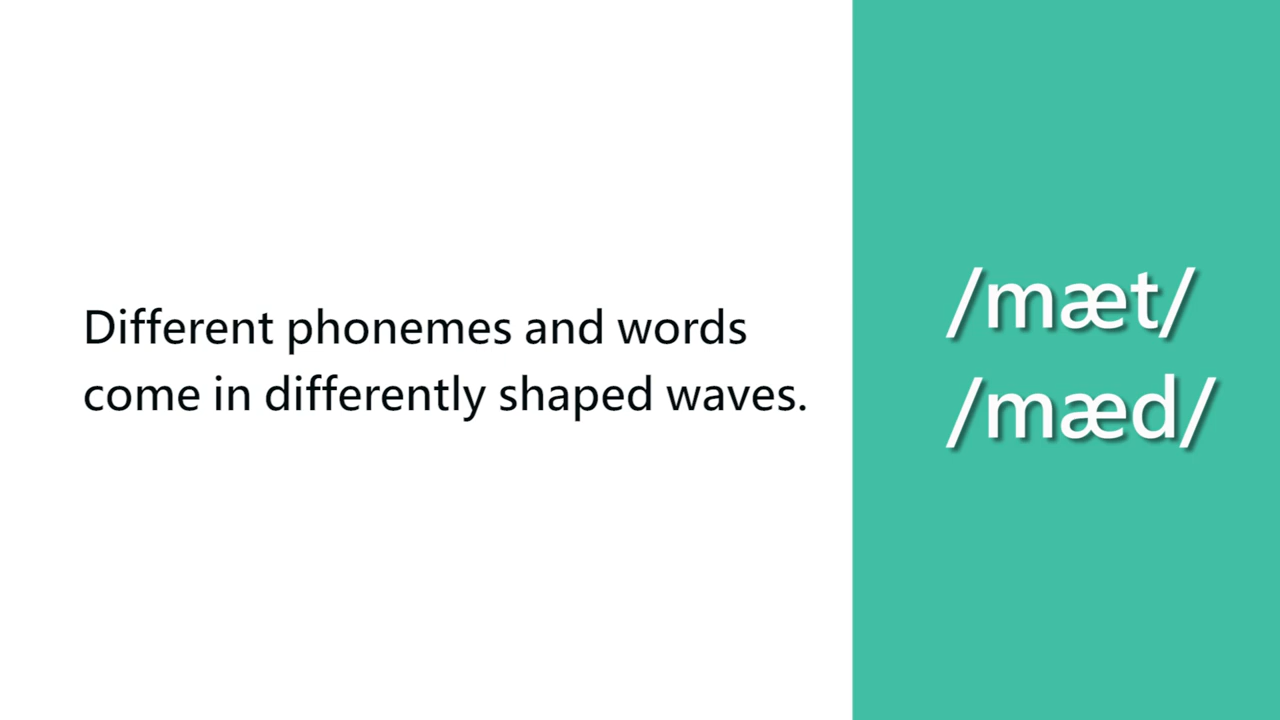 Different phonemes and words
come in differently shaped waves.
/mæt/
/mæd/